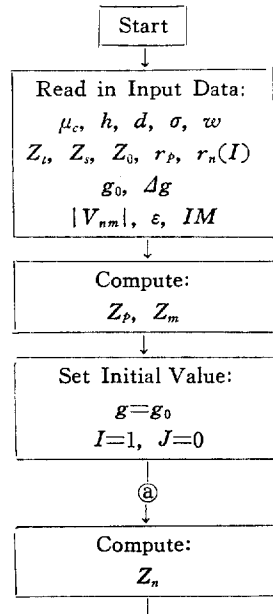 Start
Read in Input Data:
μc, h, d, σ, w
Zt, Zs, Z0, rP, rn(I)
g0, Δg
|Vnm|, ε, IM
Compute:
ZP, Zm
Set Initial Value:
g=g0
I=1, J=0
ⓐ
Compute:
Zn